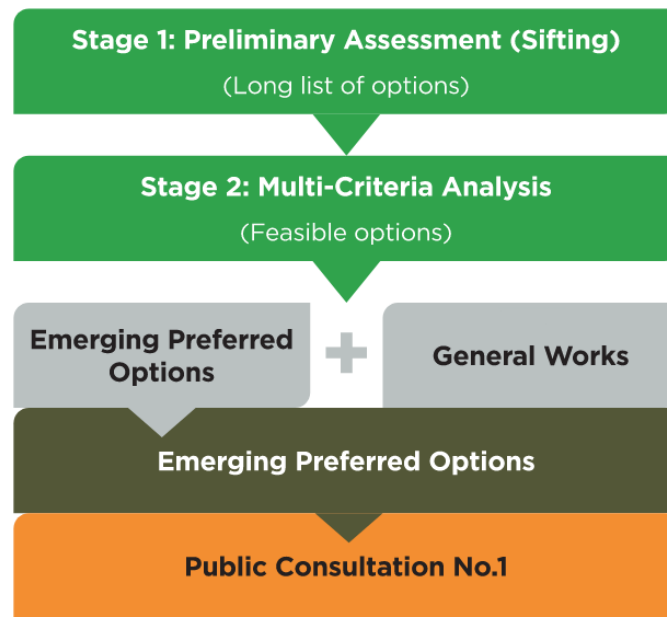 Stage 1: Preliminary Assessment (Sifting)
(Long list of options)
Stage 2: Multi-Criteria Analysis
(Feasible options)
Emerging Preferred
Options
+
General Works
Emerging Preferred Options
Public Consultation No.1